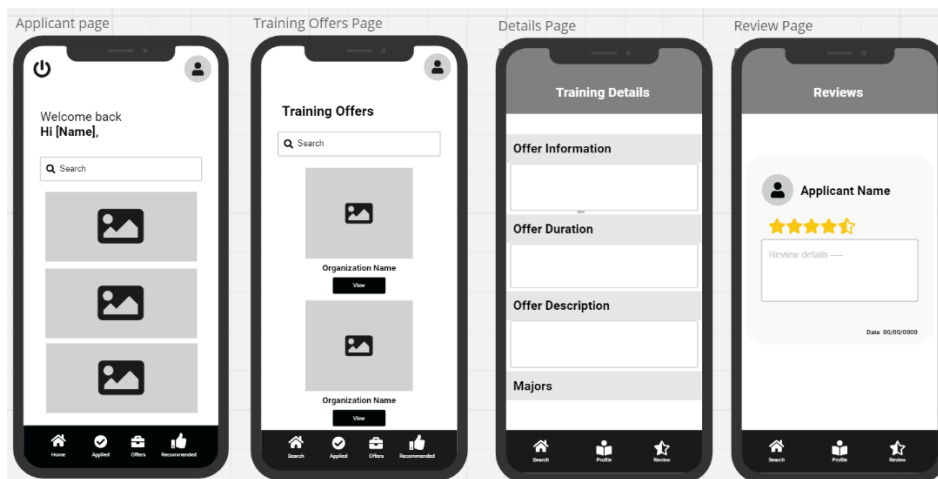 Applicant page
Welcome back
Hi [Name],
Search
Home
Applied
Offers
Recommended
Training Offers Page
Training Offers
Search
Organization Name
View
Organization Name
View
Search
Applied
Offers
Recommended
Details Page
Training Details
Offer Information
Offer Duration
Offer Description
Majors
Search
Profile
Review
Review Page
Reviews
Applicant Name
Review details ----
Date 00/00/0000
Search
Profile
Review